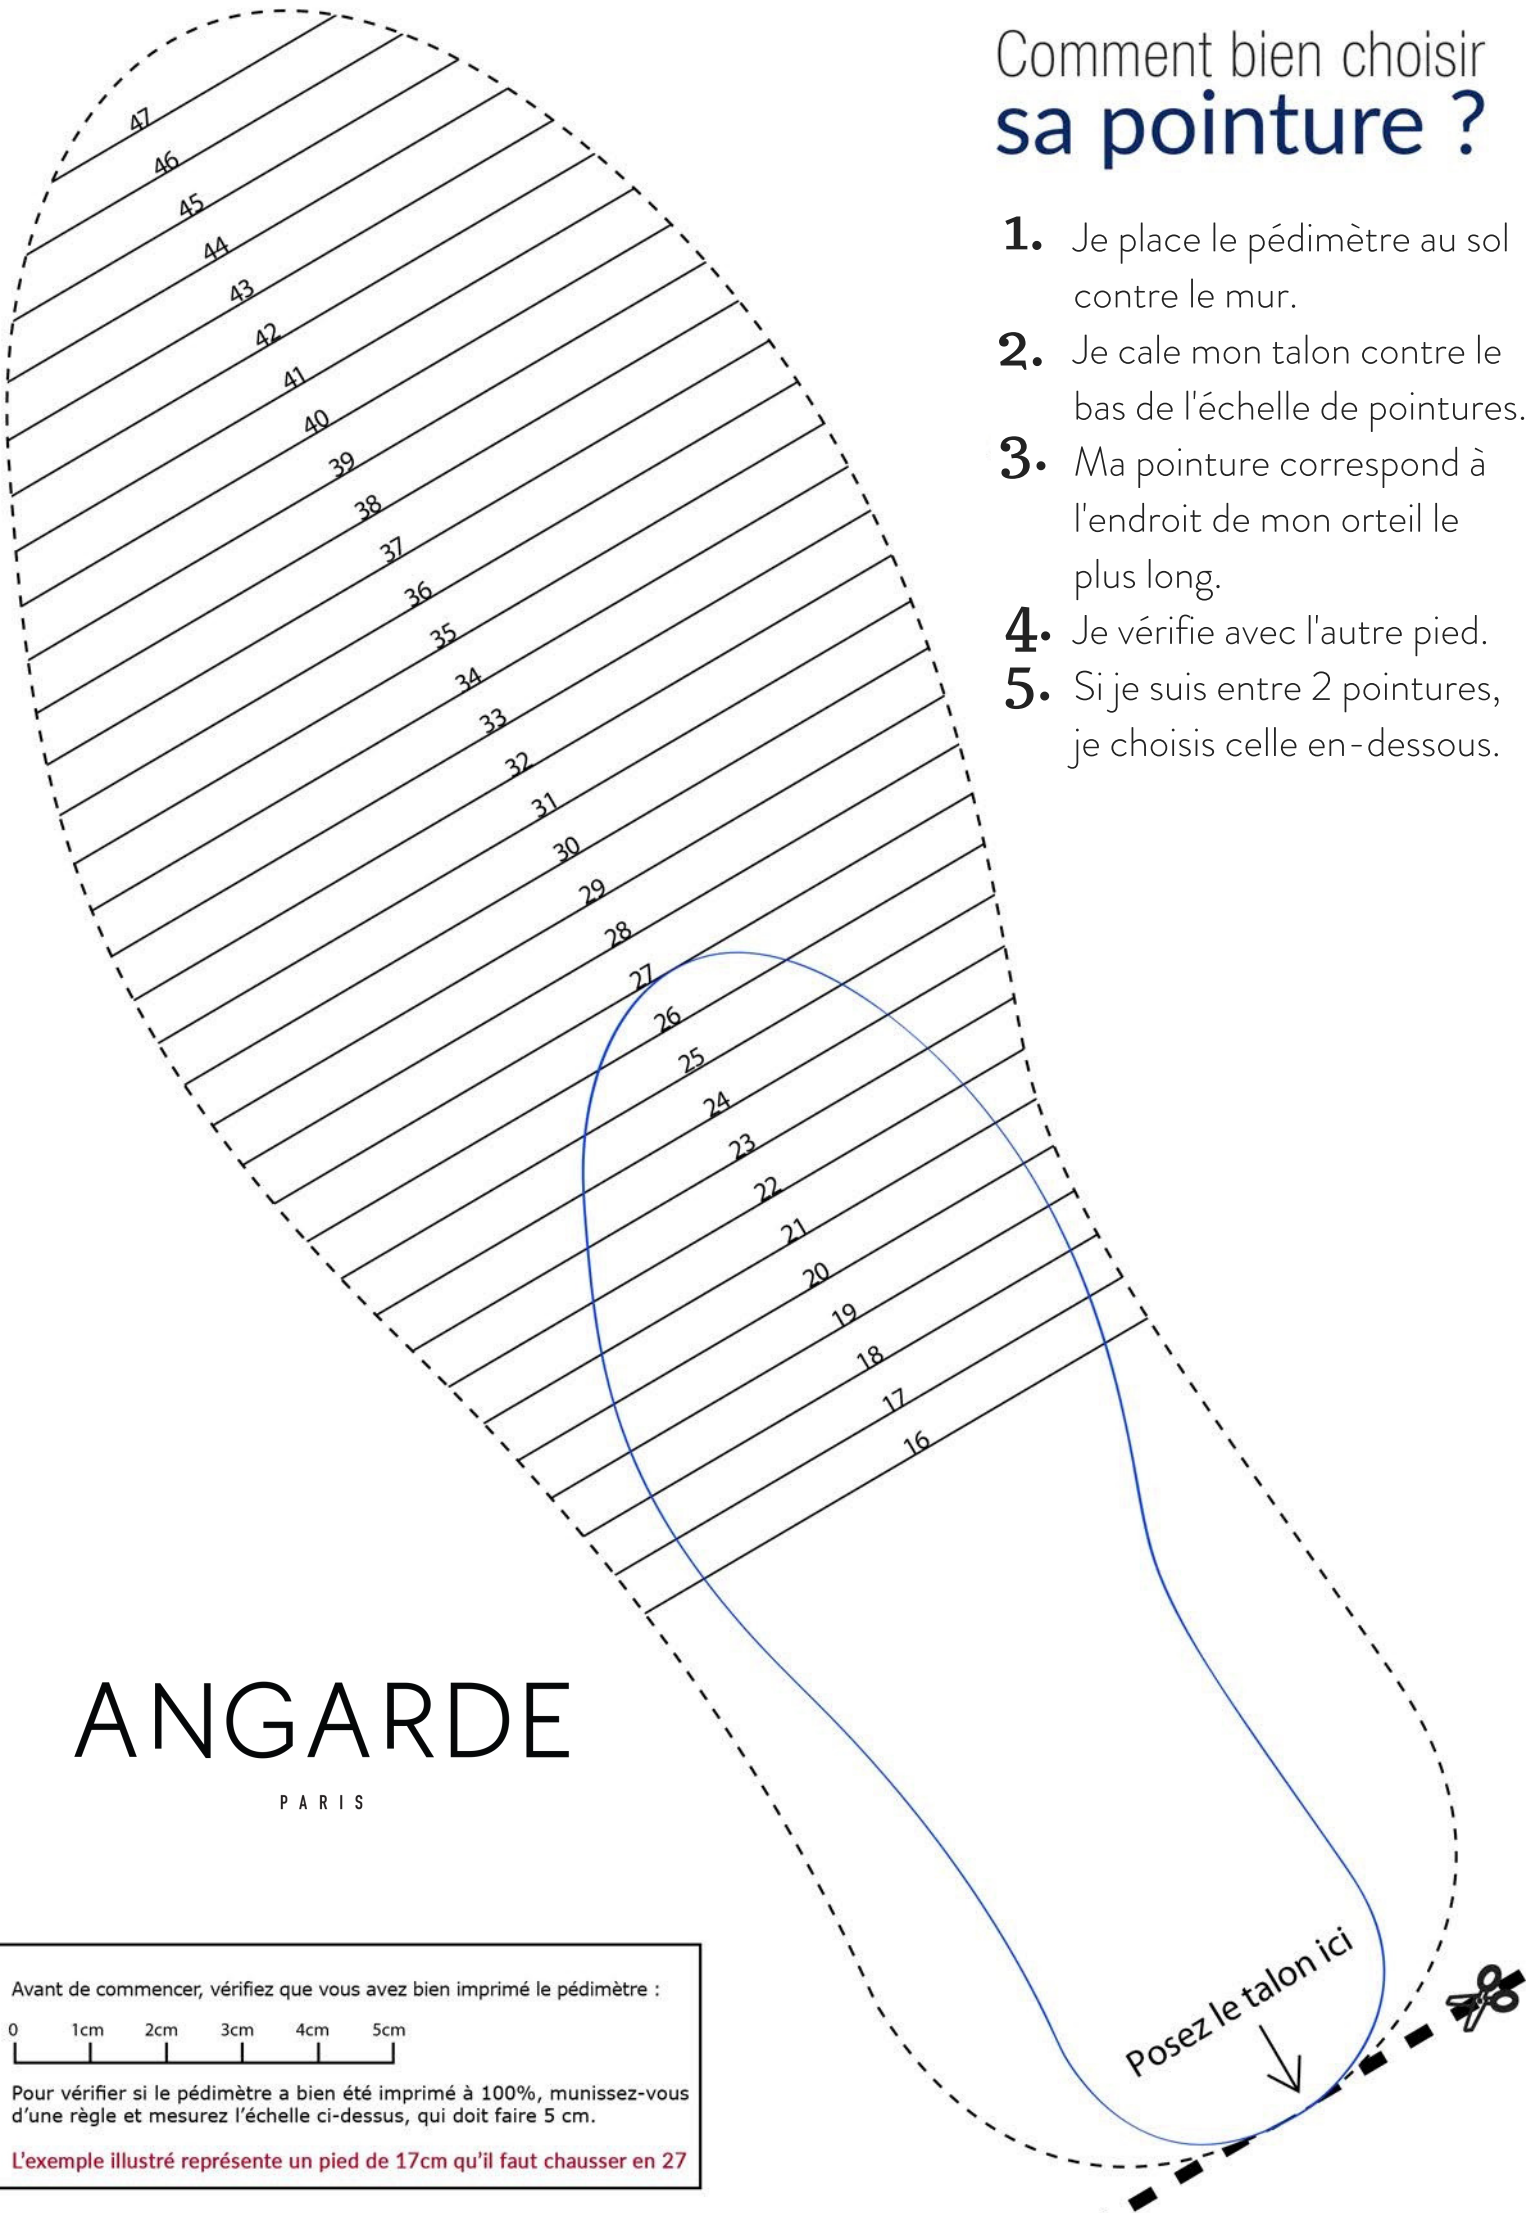 Comment bien choisir
sa pointure ?
1. Je place le pédimètre au sol
contre le mur.
2. Je cale mon talon contre le
bas de l'échelle de pointures.
3. Ma pointure correspond à
l'endroit de mon orteil le
plus long.
4. Je vérifie avec l'autre pied.
5. Si je suis entre 2 pointures,
je choisis celle en-dessous.
47
46
45
44
43
42
41
40
39
38
37
36
35
34
33
32
31
30
29
28
27
26
25
24
23
22
21
20
19
18
17
16
ANGARDE
PARIS
Posez le talon ici
Avant de commencer, vérifiez que vous avez bien imprimé le pédimètre :
0 1cm 2cm 3cm 4cm 5cm
Pour vérifier si le pédimètre a bien été imprimé à 100%, munissez-vous
d'une règle et mesurez l'échelle ci-dessus, qui doit faire 5 cm.
L'exemple illustré représente un pied de 17cm qu'il faut chausser en 27